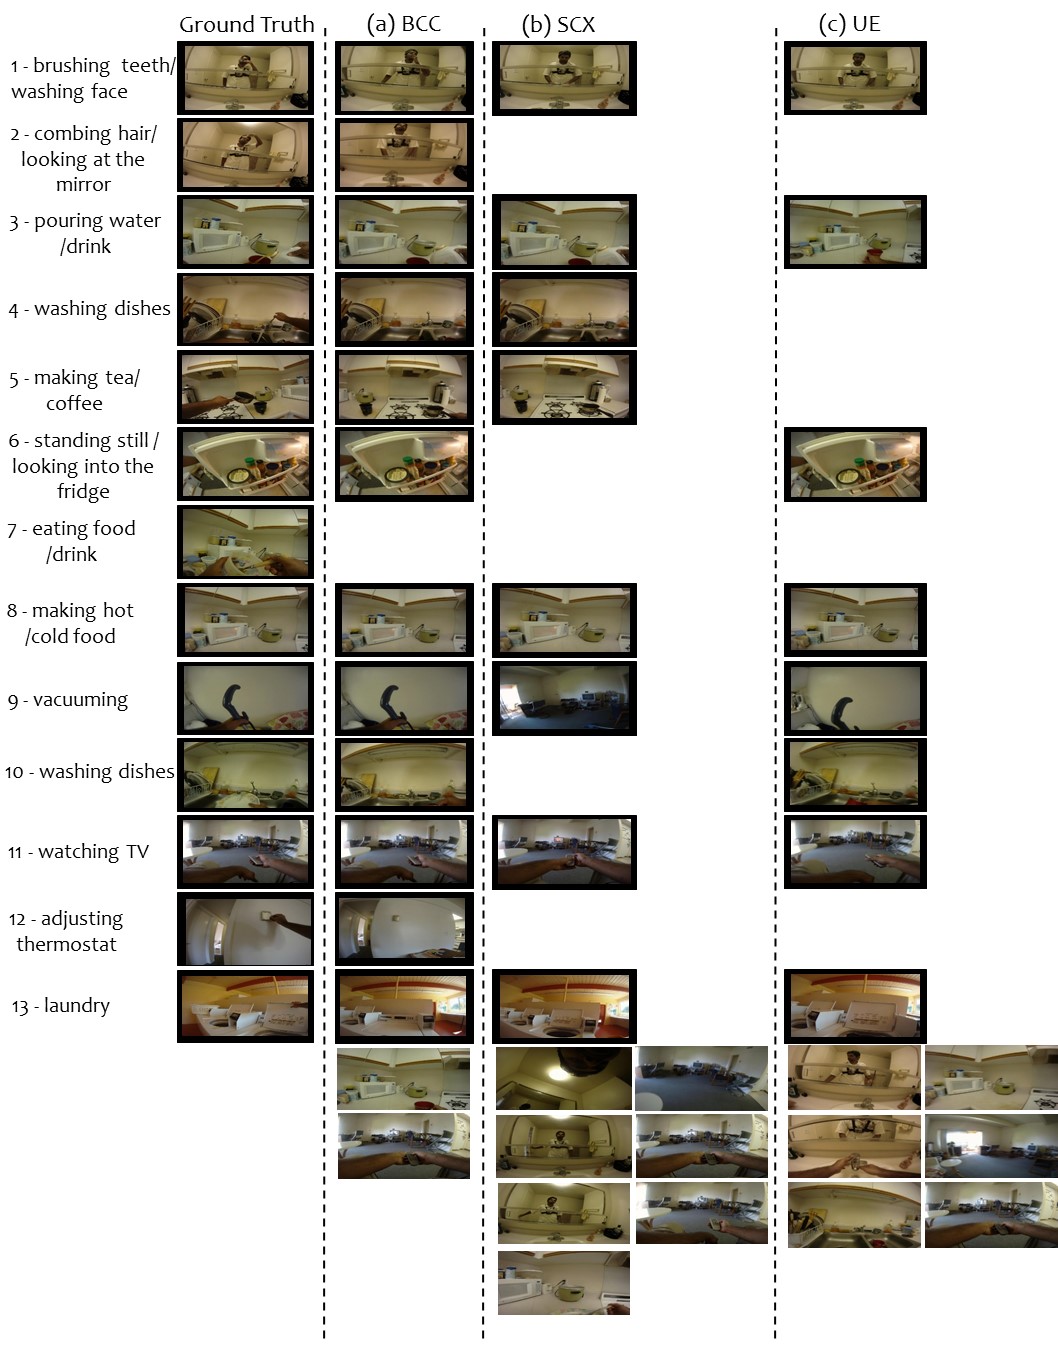 Ground Truth
(a) BCC
(b) SCX
(c) UE
1 - brushing teeth/
washing face
2 - combing hair/
looking at the
mirror
3 - pouring water
/drink
4 - washing dishes
5 - making tea/
coffee
6 - standing still /
looking into the
fridge
7 - eating food
/drink
8 - making hot
/cold food
9 - vacuuming
10 - washing dishes
11 - watching TV
12 - adjusting
thermostat
13 - laundry